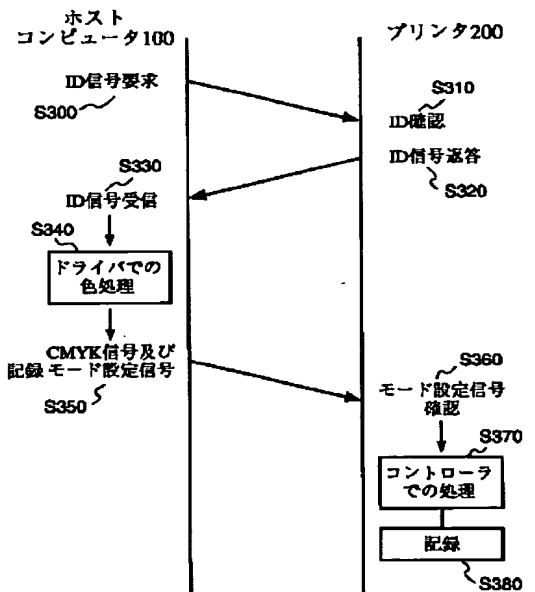 ホスト
コンピュータ100
プリンタ200
ID信号要求
S300
S310
ID確認
ID信号返答
S320
S330
ID信号受信
S340
ドライバでの
色処理
CMYK信号及び
記録モード設定信号
S350
S360
モード設定信号
確認
S370
コントローラ
での処理
記録
S380